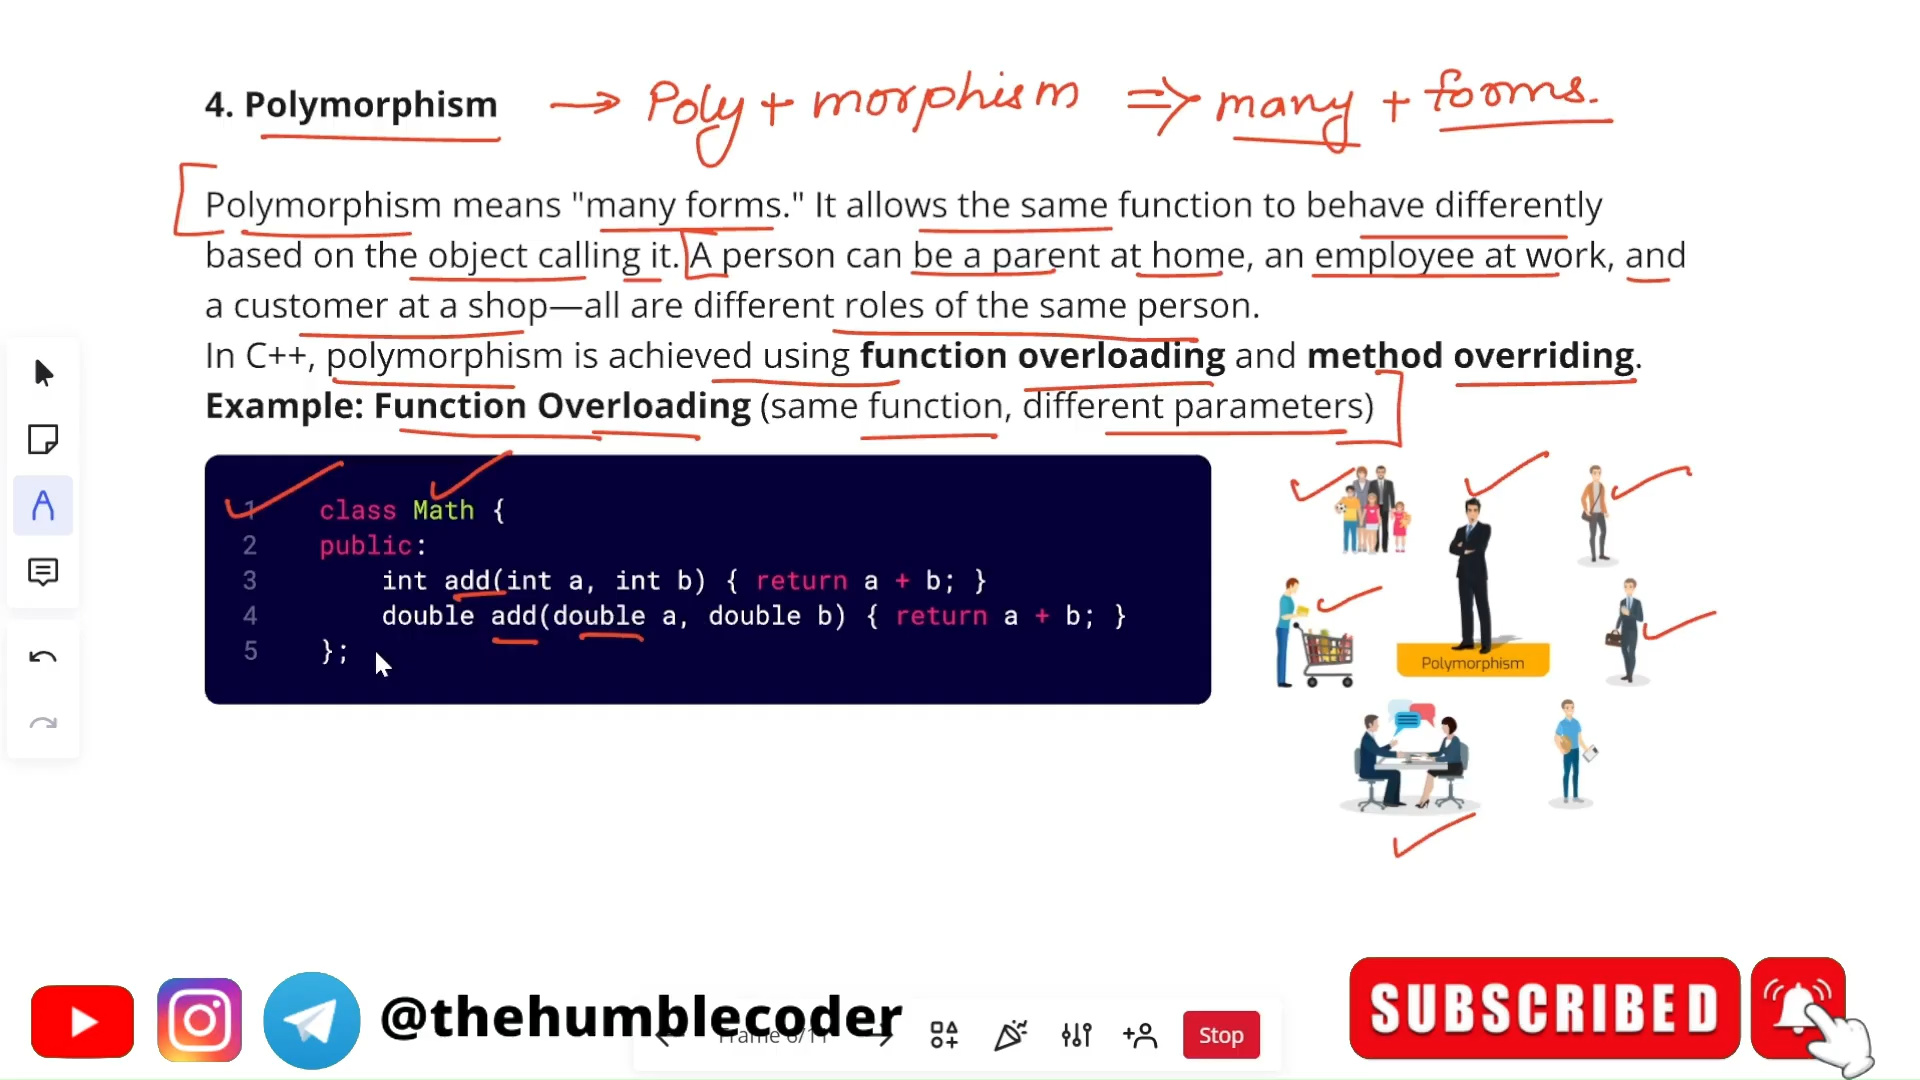 4. Polymorphism → Poly + morphism ⇒ many + forms.
Polymorphism means "many forms." It allows the same function to behave differently
based on the object calling it. A person can be a parent at home, an employee at work, and
a customer at a shop—all are different roles of the same person.
In C++, polymorphism is achieved using function overloading and method overriding.
Example: Function Overloading (same function, different parameters)
1 class Math {
2 public:
3 int add(int a, int b) { return a + b; }
4 double add(double a, double b) { return a + b; }
5 };
Polymorphism
@thehumblecoder
Frame 6/11
Stop
SUBSCRIBED